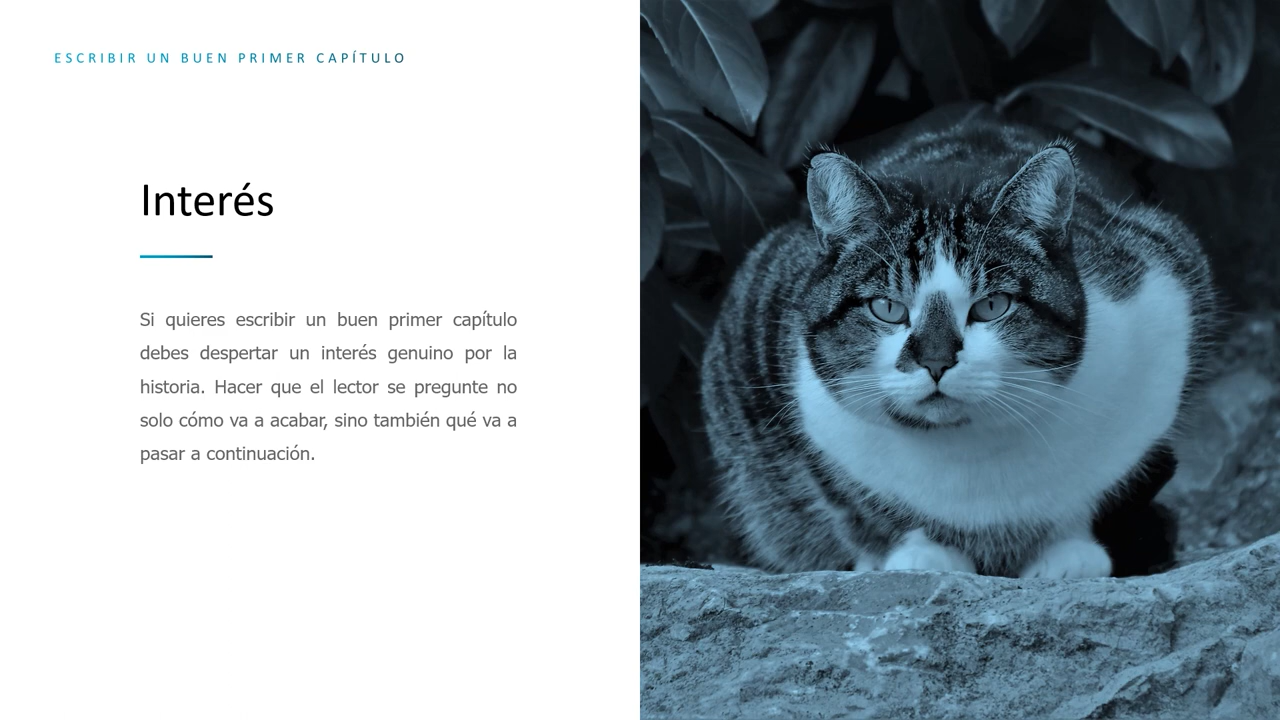 ESCRIBIR UN BUEN PRIMER CAPÍTULO
Interés
Si quieres escribir un buen primer capítulo
debes despertar un interés genuino por la
historia. Hacer que el lector se pregunte no
solo cómo va a acabar, sino también qué va a
pasar a continuación.